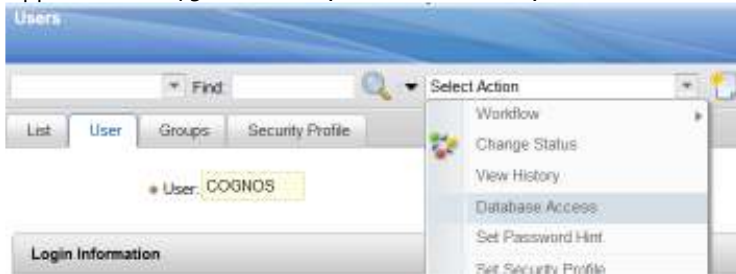 Users
Find:
Select Action
Workflow
List User Groups Security Profile
Change Status
View History
User: COGNOS
Database Access
Set Password Hint
Login Information
Set Security Profile